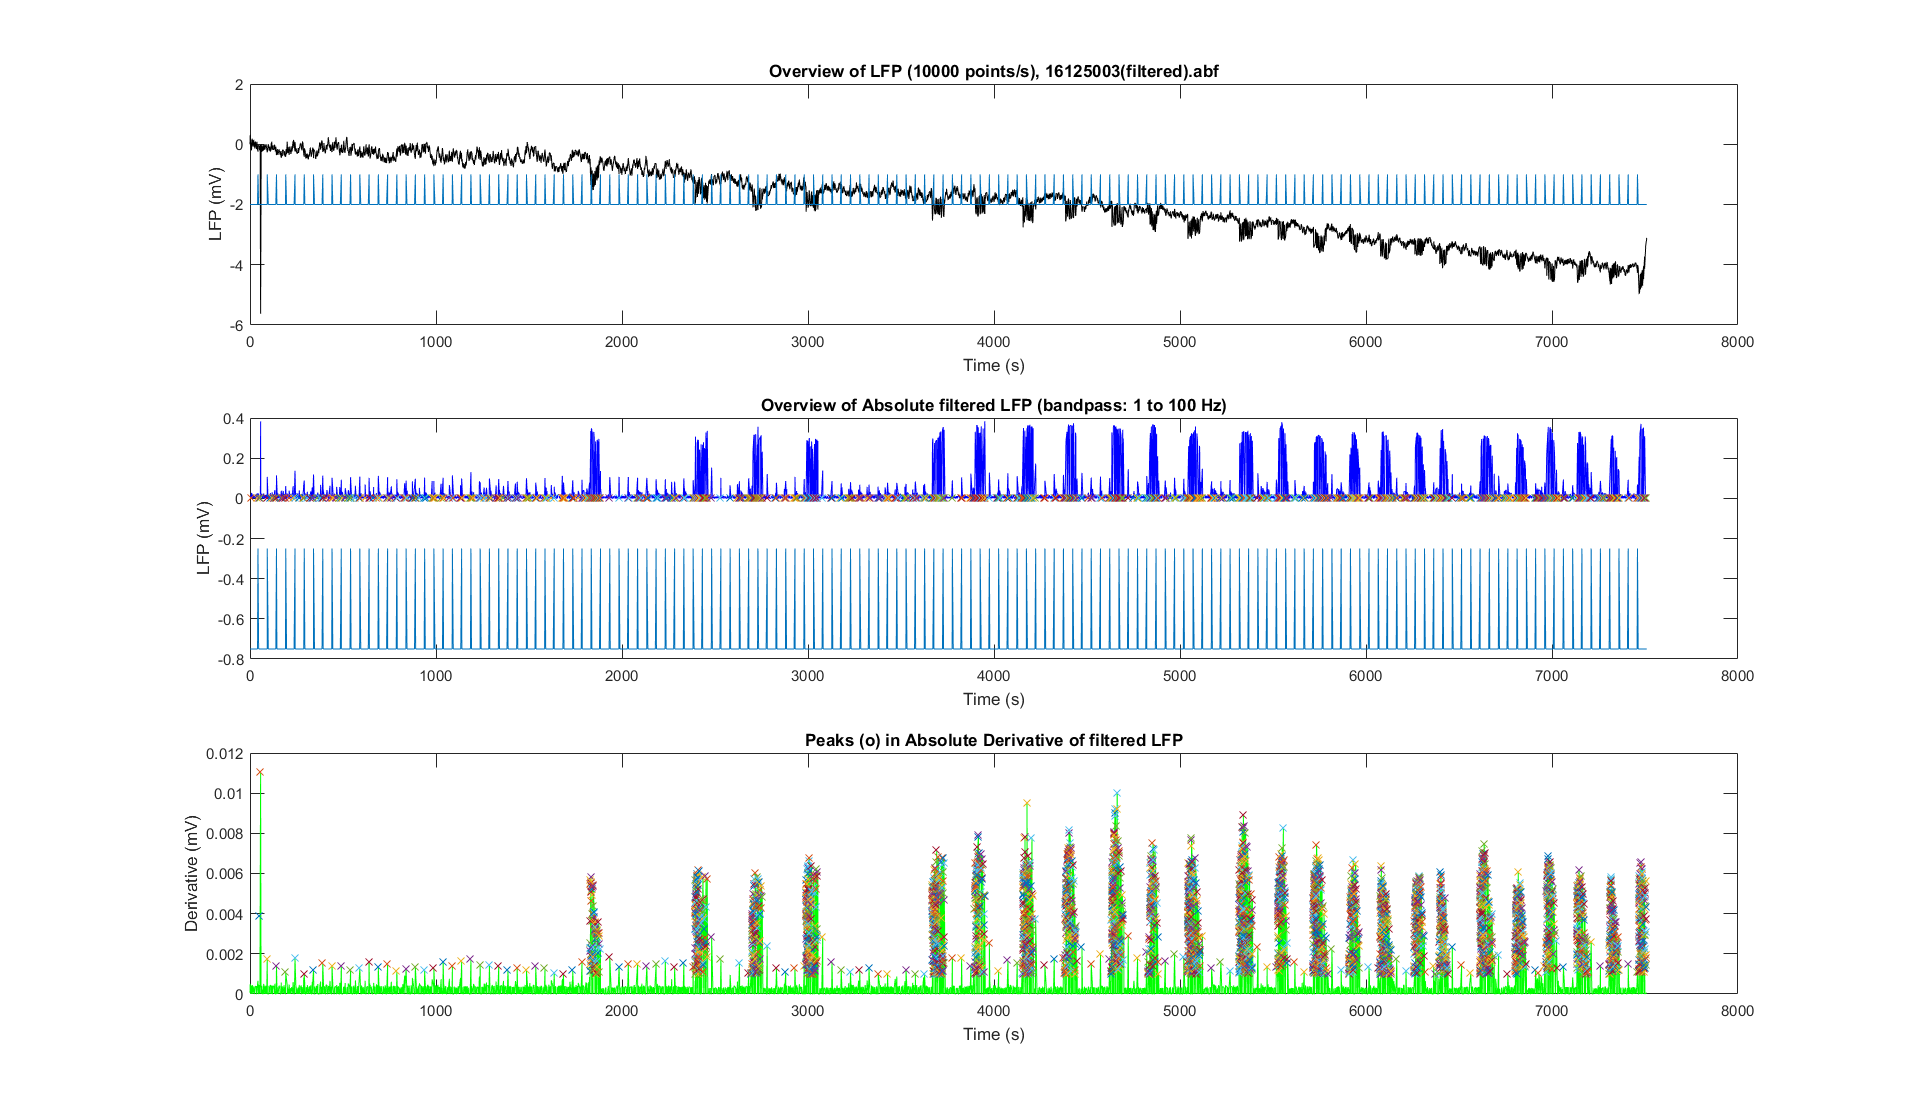 Overview of LFP (10000 points/s), 16125003(filtered).abf
2
0
-2
-4
-6
LFP (mV)
0 1000 2000 3000 4000 5000 6000 7000 8000
Time (s)
Overview of Absolute filtered LFP (bandpass: 1 to 100 Hz)
0.4
0.2
0
-0.2
-0.4
-0.6
-0.8
LFP (mV)
0 1000 2000 3000 4000 5000 6000 7000 8000
Time (s)
Peaks (o) in Absolute Derivative of filtered LFP
0.012
0.01
0.008
0.006
0.004
0.002
0
Derivative (mV)
0 1000 2000 3000 4000 5000 6000 7000 8000
Time (s)